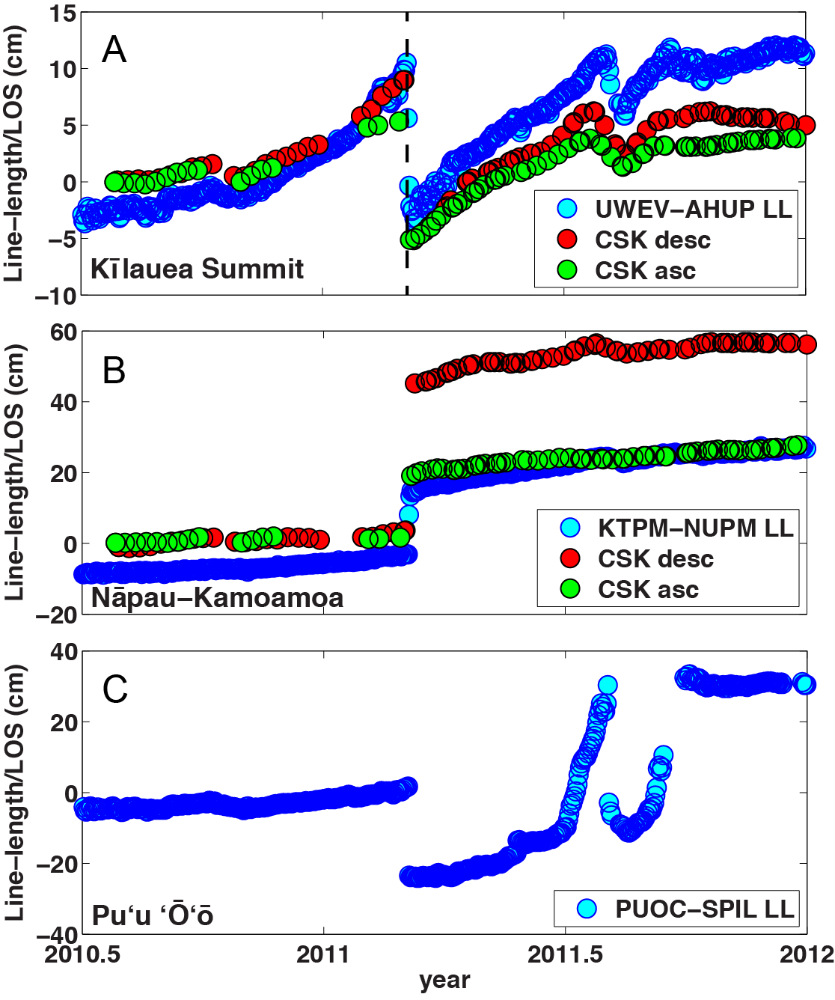 A
Line–length/LOS (cm)
15
10
5
0
−5
−10
Kīlauea Summit
UWEV−AHUP LL
CSK desc
CSK asc
B
Line–length/LOS (cm)
60
40
20
0
−20
Nāpau−Kamoamoa
KTPM−NUPM LL
CSK desc
CSK asc
C
Line–length/LOS (cm)
40
20
0
−20
−40
Pu‘u ‘Ō‘ō
PUOC−SPIL LL
2010.5 2011 2011.5 2012
year